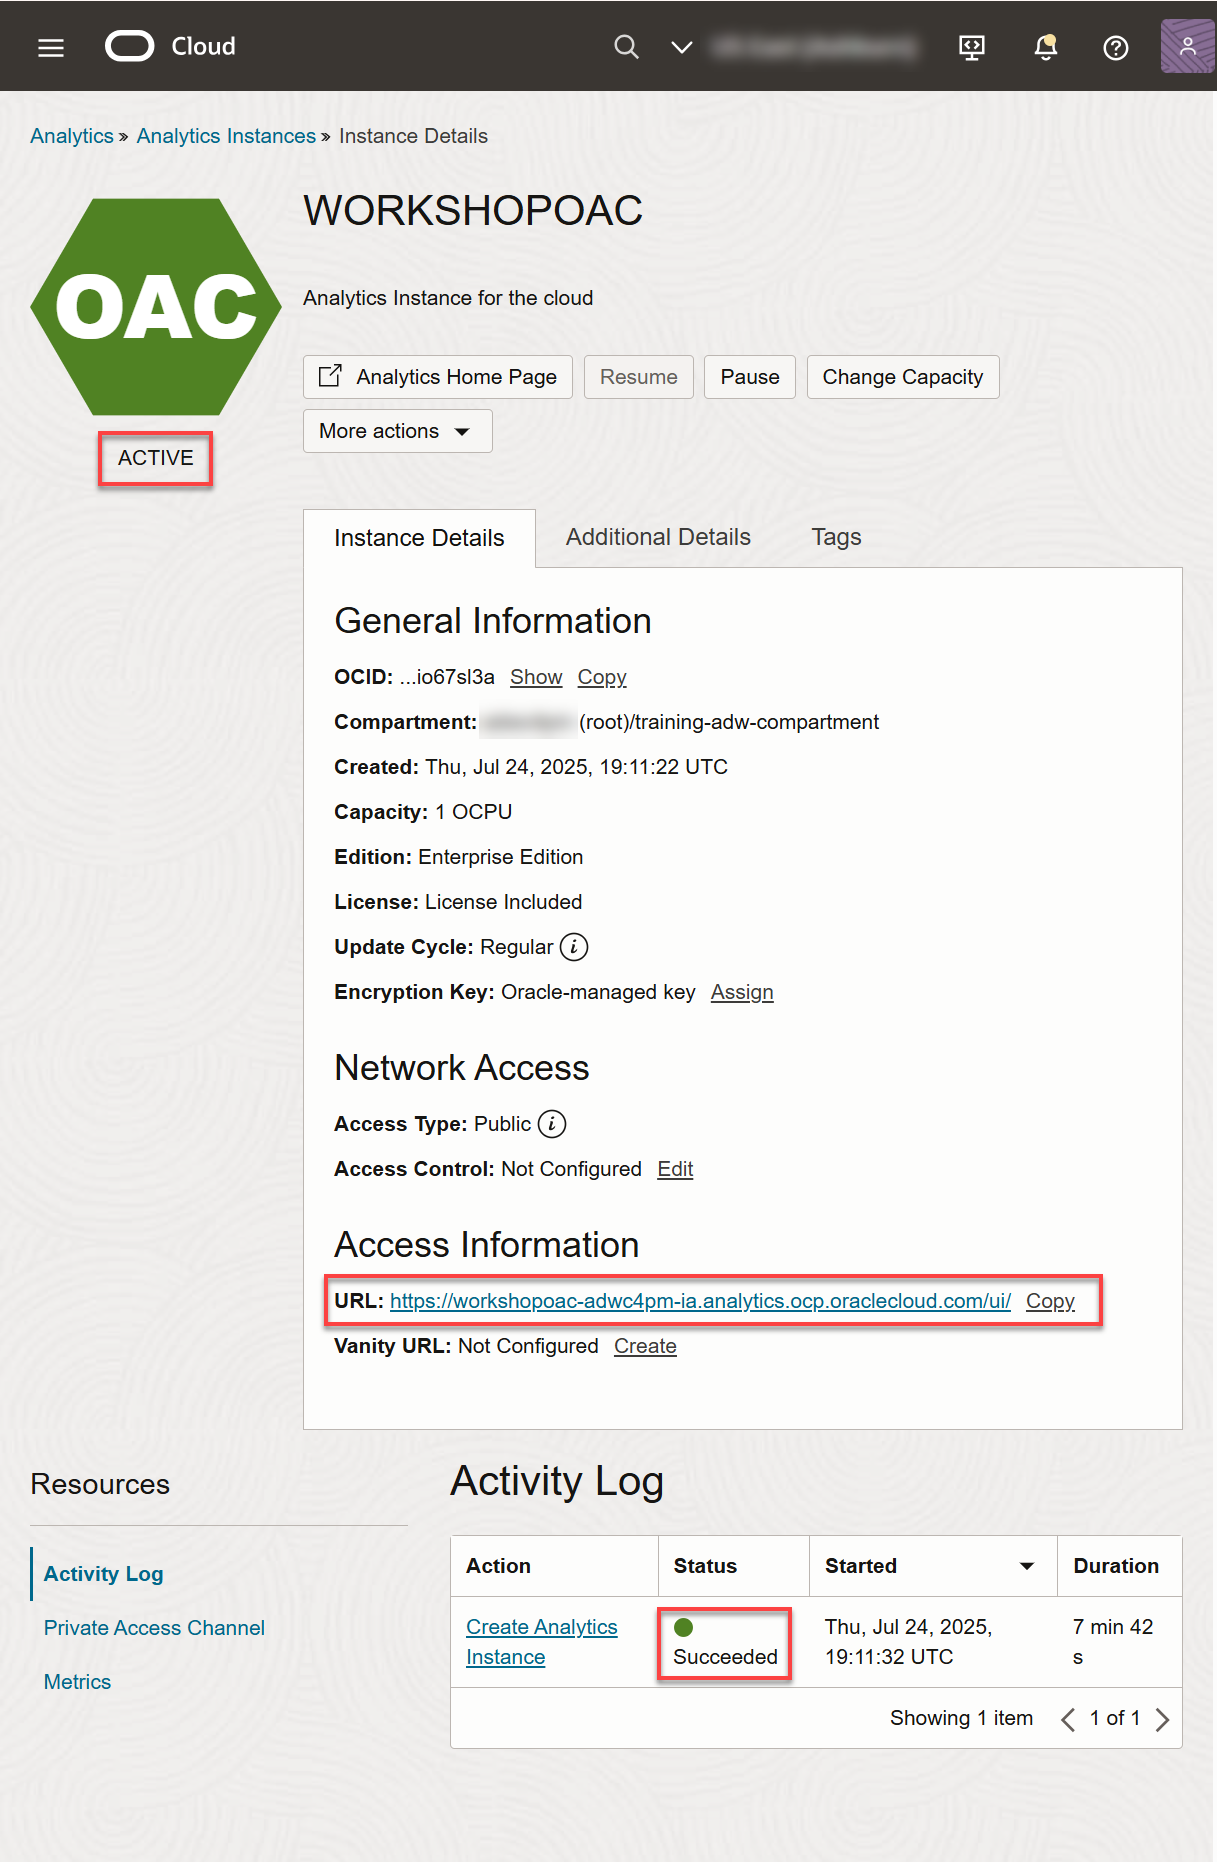 Cloud
Analytics » Analytics Instances » Instance Details
WORKSHOPOAC
OAC
Analytics Instance for the cloud
Analytics Home Page Resume Pause Change Capacity
More actions
ACTIVE
Instance Details Additional Details Tags
General Information
OCID: ...io67sl3a Show Copy
Compartment: (root)/training-adw-compartment
Created: Thu, Jul 24, 2025, 19:11:22 UTC
Capacity: 1 OCPU
Edition: Enterprise Edition
License: License Included
Update Cycle: Regular i
Encryption Key: Oracle-managed key Assign
Network Access
Access Type: Public i
Access Control: Not Configured Edit
Access Information
URL: https://workshopoac-adwc4pm-ia.analytics.ocp.oraclecloud.com/ui/ Copy
Vanity URL: Not Configured Create
Resources
Activity Log
Private Access Channel
Metrics
Activity Log
Action Status Started Duration
Create Analytics Instance Succeeded Thu, Jul 24, 2025, 19:11:32 UTC 7 min 42 s
Showing 1 item 1 of 1